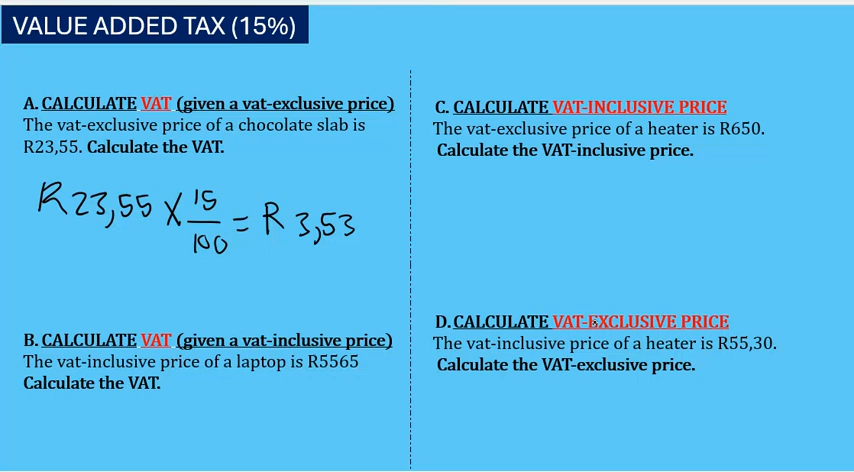 VALUE ADDED TAX (15%)
A. CALCULATE VAT (given a vat-exclusive price)
The vat-exclusive price of a chocolate slab is
R23,55. Calculate the VAT.
R23,55 × 15/100 = R 3,53
B. CALCULATE VAT (given a vat-inclusive price)
The vat-inclusive price of a laptop is R5565
Calculate the VAT.
C. CALCULATE VAT-INCLUSIVE PRICE
The vat-exclusive price of a heater is R650.
Calculate the VAT-inclusive price.
D. CALCULATE VAT-EXCLUSIVE PRICE
The vat-inclusive price of a heater is R55,30.
Calculate the VAT-exclusive price.